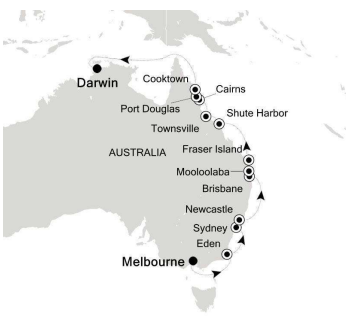 Cooktown
Darwin
Cairns
Port Douglas
Shute Harbor
Townsville
Fraser Island
AUSTRALIA
Mooloolaba
Brisbane
Newcastle
Sydney
Eden
Melbourne